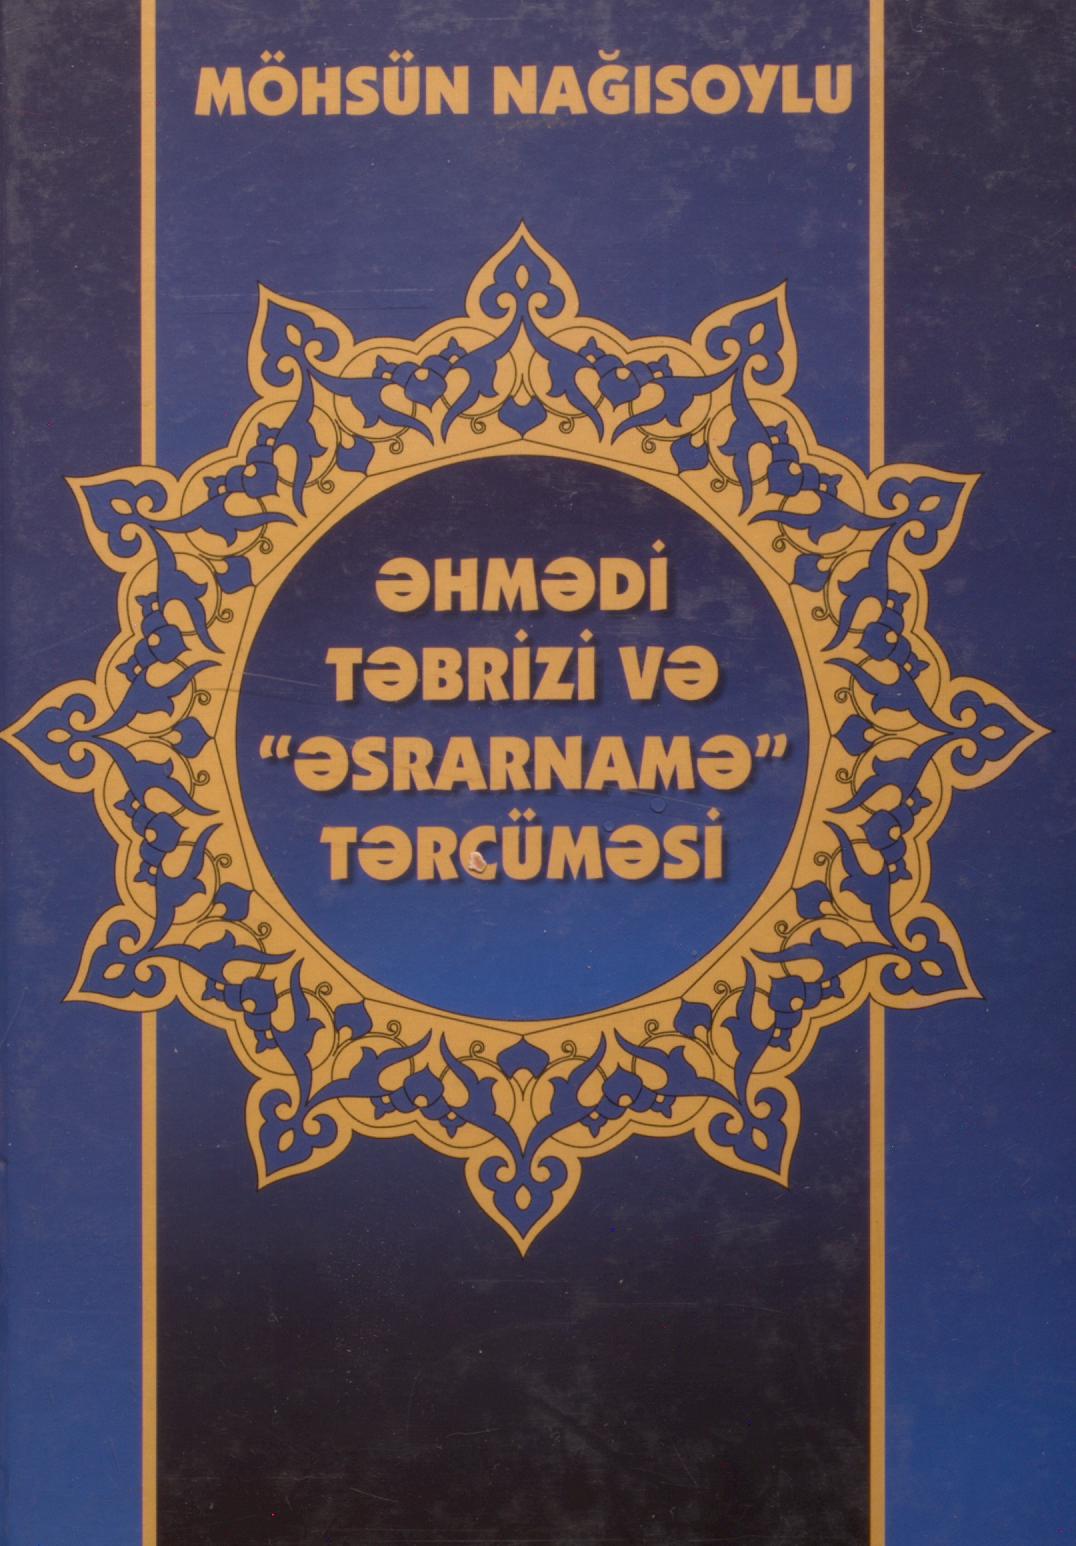 MÖHSÜN NAĞISOYLU
ƏHMƏDİ
TƏBRİZİ VƏ
“ƏSRARNAMƏ”
TƏRCÜMƏSİ